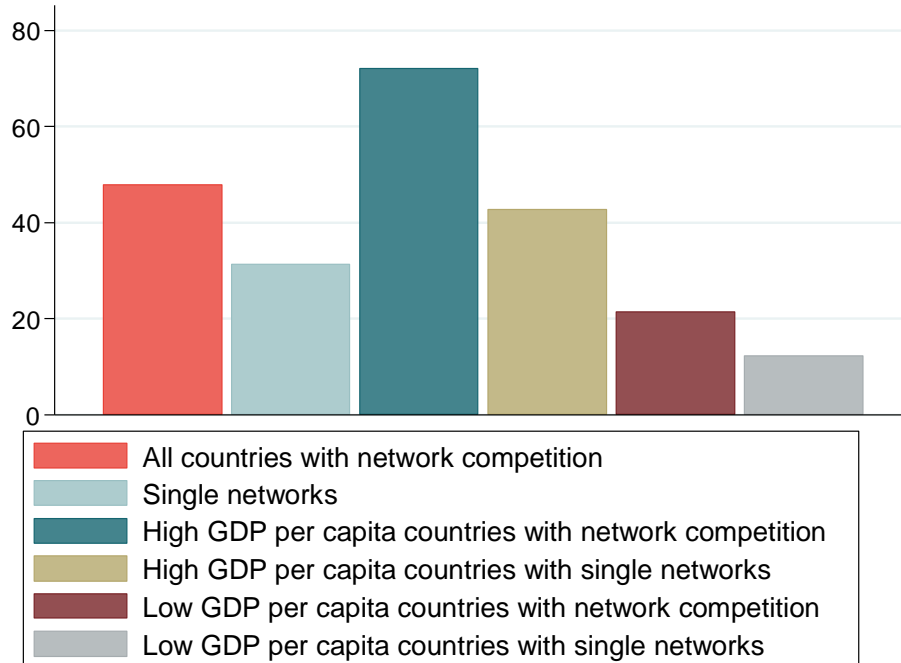 80
60
40
20
0
All countries with network competition
Single networks
High GDP per capita countries with network competition
High GDP per capita countries with single networks
Low GDP per capita countries with network competition
Low GDP per capita countries with single networks